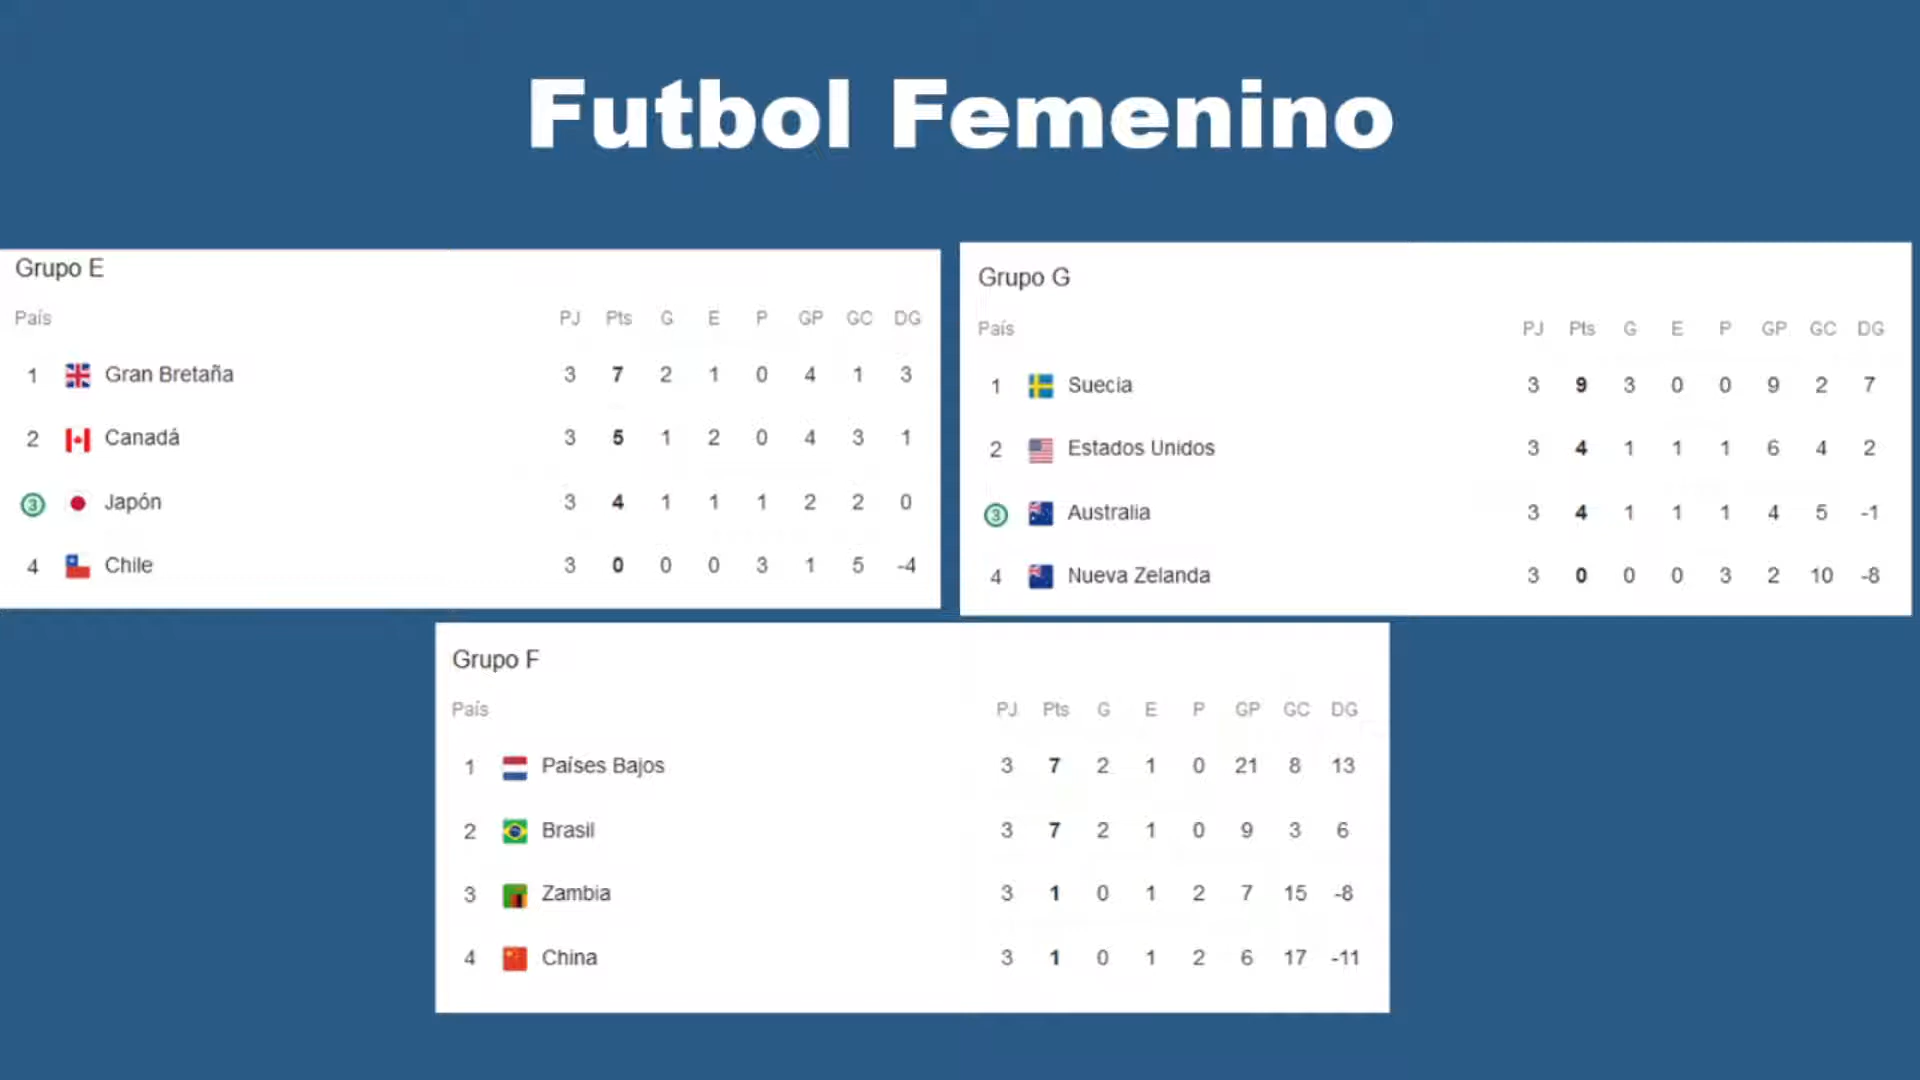 Futbol Femenino
Grupo E
País PJ Pts G E P GP GC DG
1 Gran Bretaña 3 7 2 1 0 4 1 3
2 Canadá 3 5 1 2 0 4 3 1
3 Japón 3 4 1 1 1 2 2 0
4 Chile 3 0 0 0 3 1 5 -4
Grupo G
País PJ Pts G E P GP GC DG
1 Suecia 3 9 3 0 0 9 2 7
2 Estados Unidos 3 4 1 1 1 6 4 2
3 Australia 3 4 1 1 1 4 5 -1
4 Nueva Zelanda 3 0 0 0 3 2 10 -8
Grupo F
País PJ Pts G E P GP GC DG
1 Países Bajos 3 7 2 1 0 21 8 13
2 Brasil 3 7 2 1 0 9 3 6
3 Zambia 3 1 0 1 2 7 15 -8
4 China 3 1 0 1 2 6 17 -11